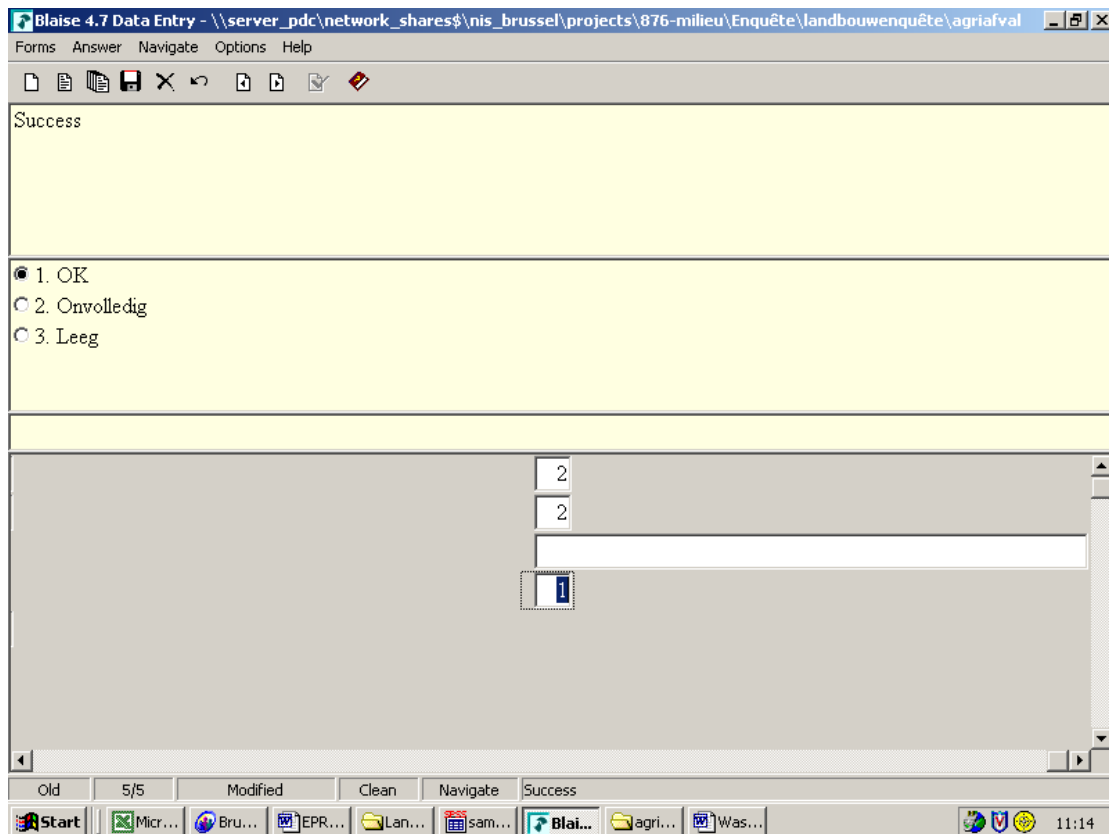 Blaise 4.7 Data Entry - \\server_pdc\network_shares$\nis_brussel\projects\876-milieu\Enquête\landbouwenquête\agriafval
Forms Answer Navigate Options Help
Success
1. OK
2. Onvolledig
3. Leeg
2
2
1
Old 5/5 Modified Clean Navigate Success
Start Micr... Bru... EPR... Lan... sam... Blai... agri... Was... 11:14